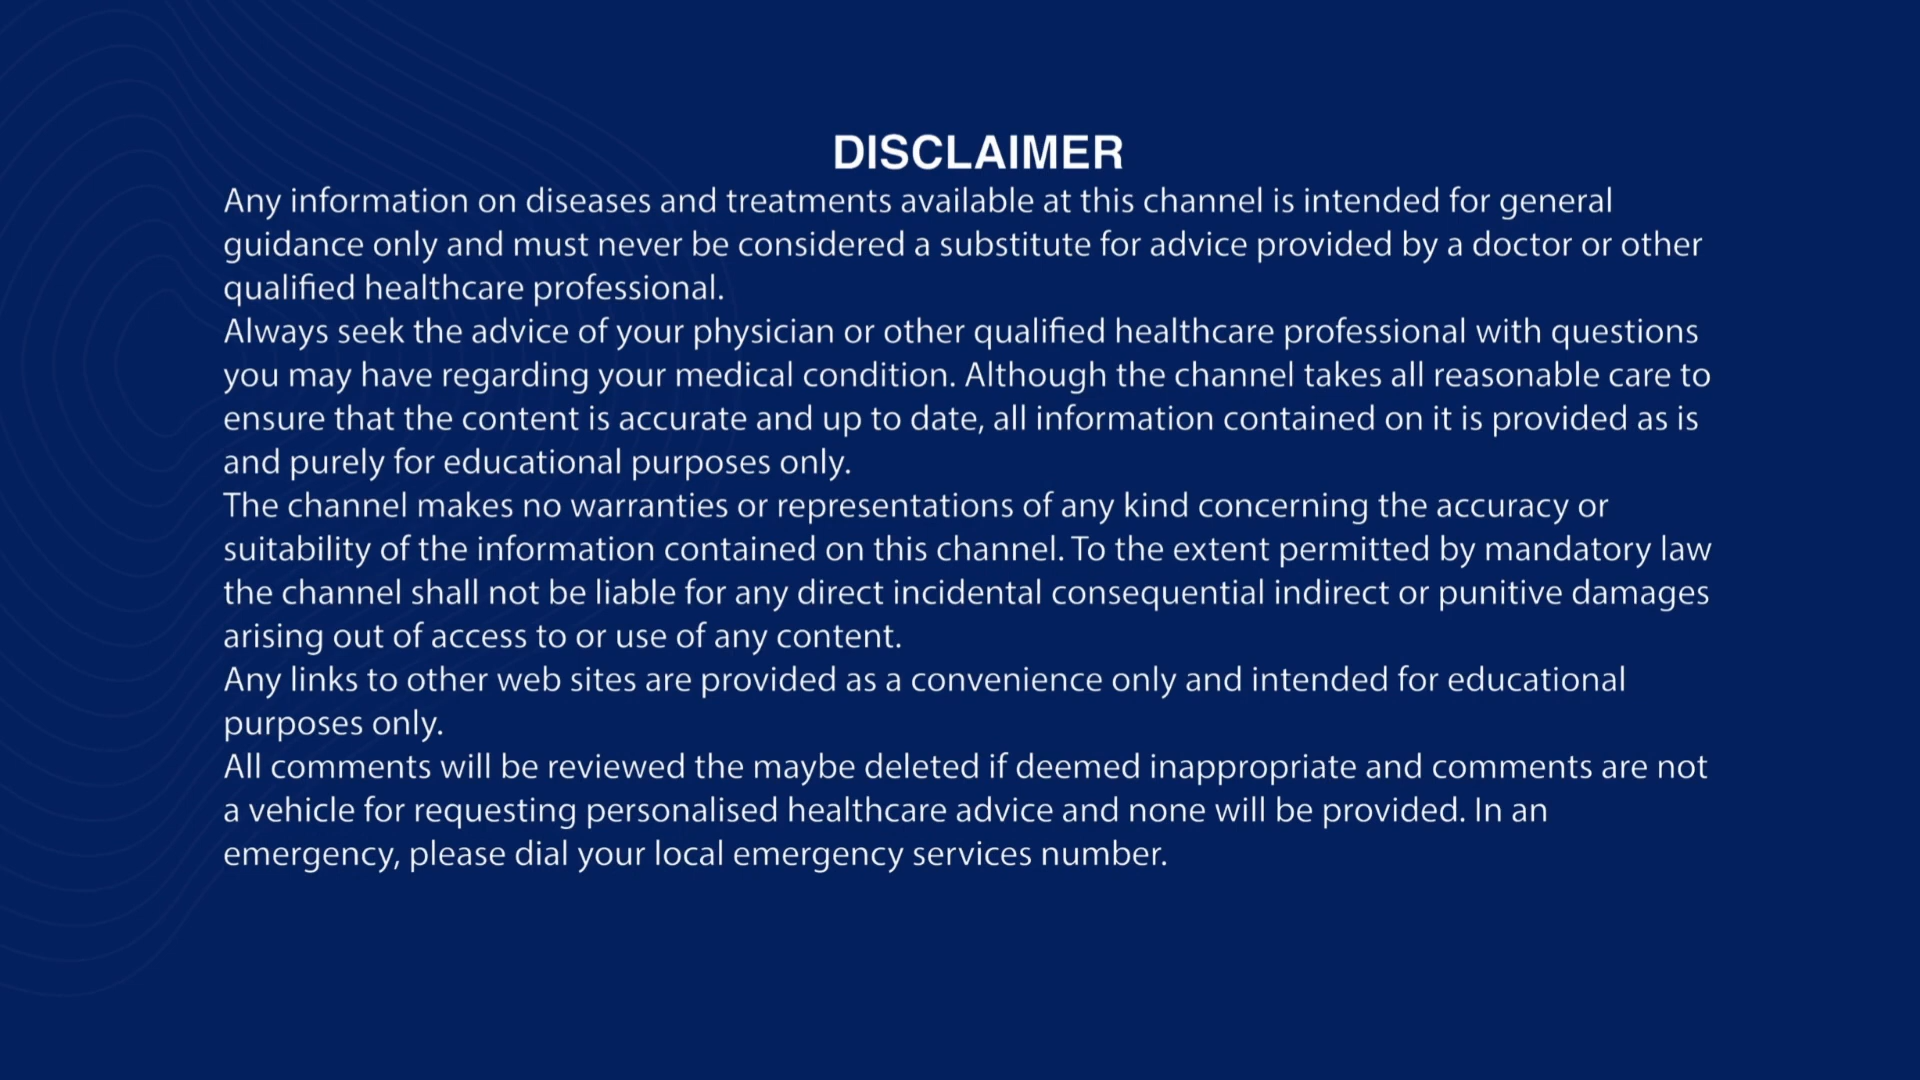 DISCLAIMER
Any information on diseases and treatments available at this channel is intended for general
guidance only and must never be considered a substitute for advice provided by a doctor or other
qualified healthcare professional.
Always seek the advice of your physician or other qualified healthcare professional with questions
you may have regarding your medical condition. Although the channel takes all reasonable care to
ensure that the content is accurate and up to date, all information contained on it is provided as is
and purely for educational purposes only.
The channel makes no warranties or representations of any kind concerning the accuracy or
suitability of the information contained on this channel. To the extent permitted by mandatory law
the channel shall not be liable for any direct incidental consequential indirect or punitive damages
arising out of access to or use of any content.
Any links to other web sites are provided as a convenience only and intended for educational
purposes only.
All comments will be reviewed the maybe deleted if deemed inappropriate and comments are not
a vehicle for requesting personalised healthcare advice and none will be provided. In an
emergency, please dial your local emergency services number.